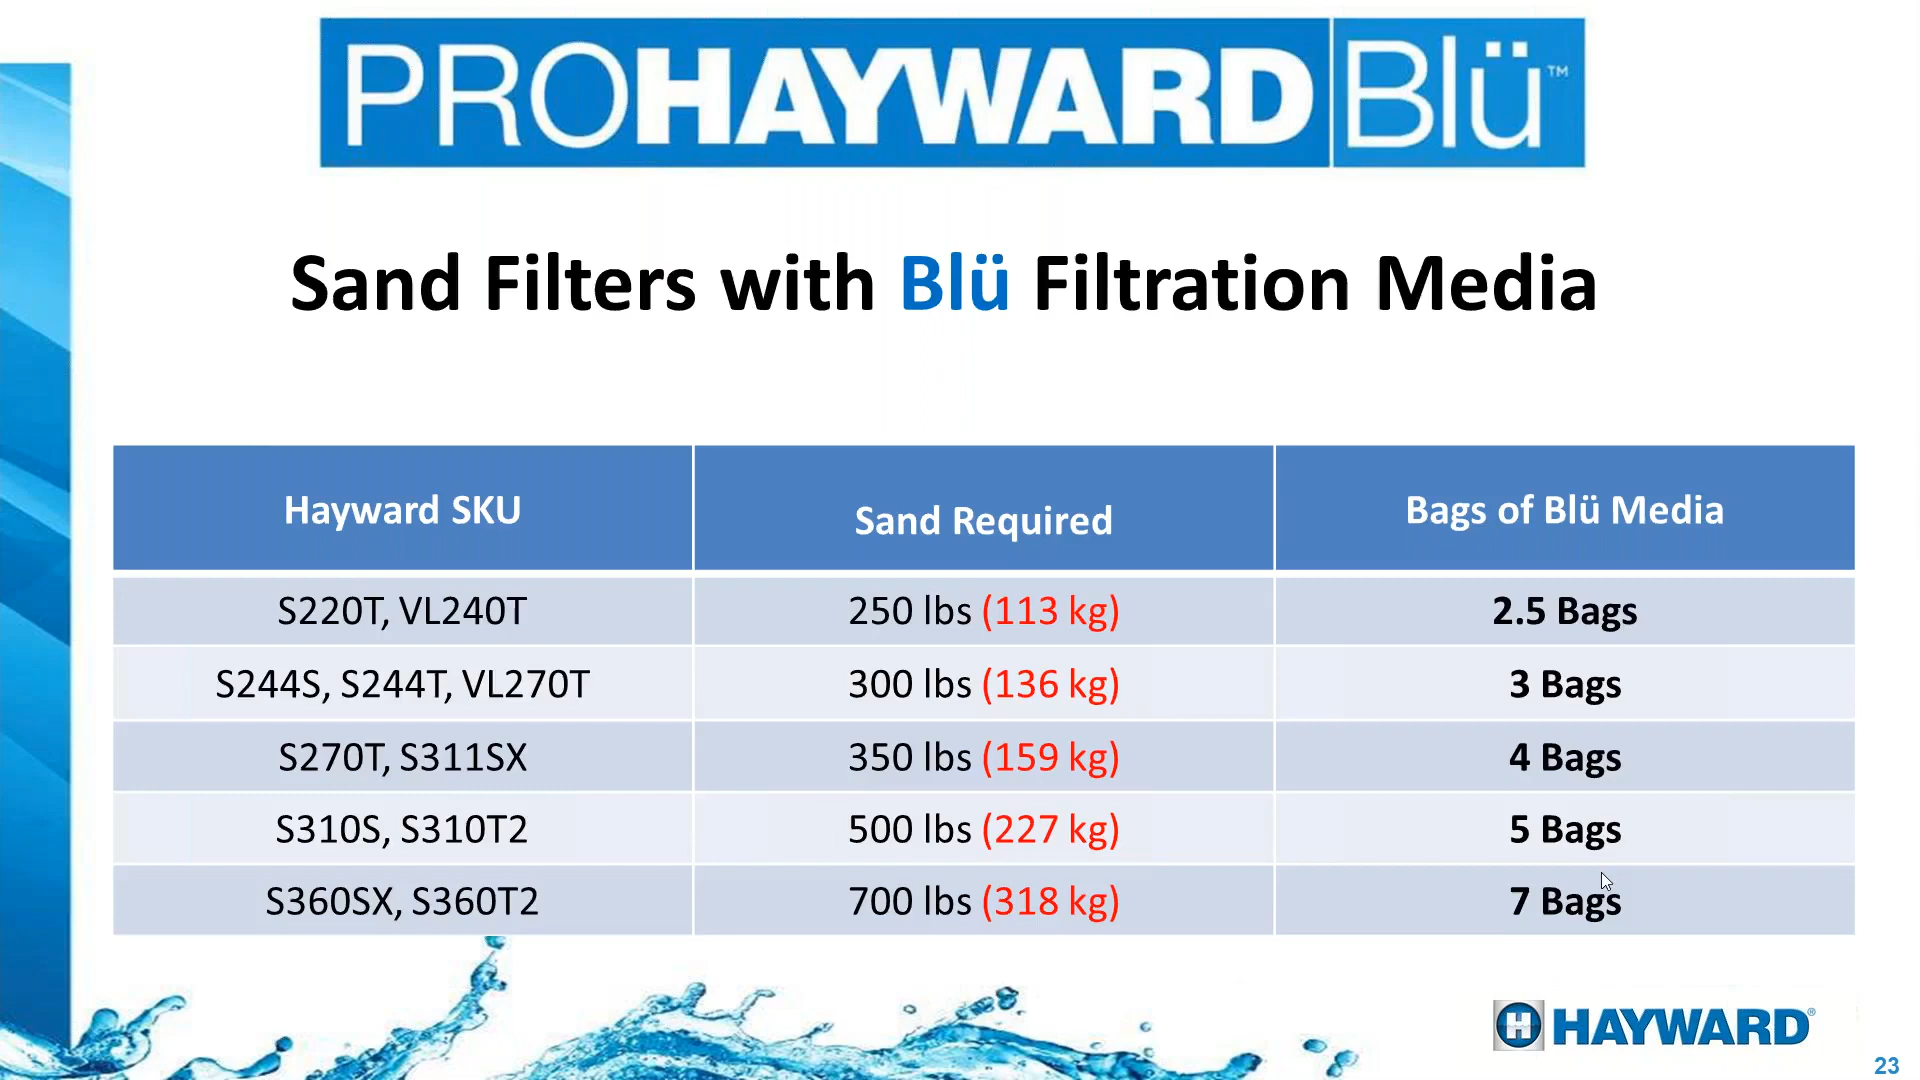 PROHAYWARD Blü™
Sand Filters with Blü Filtration Media
Hayward SKU Sand Required Bags of Blü Media
S220T, VL240T 250 lbs (113 kg) 2.5 Bags
S244S, S244T, VL270T 300 lbs (136 kg) 3 Bags
S270T, S311SX 350 lbs (159 kg) 4 Bags
S310S, S310T2 500 lbs (227 kg) 5 Bags
S360SX, S360T2 700 lbs (318 kg) 7 Bags
H HAYWARD®
23